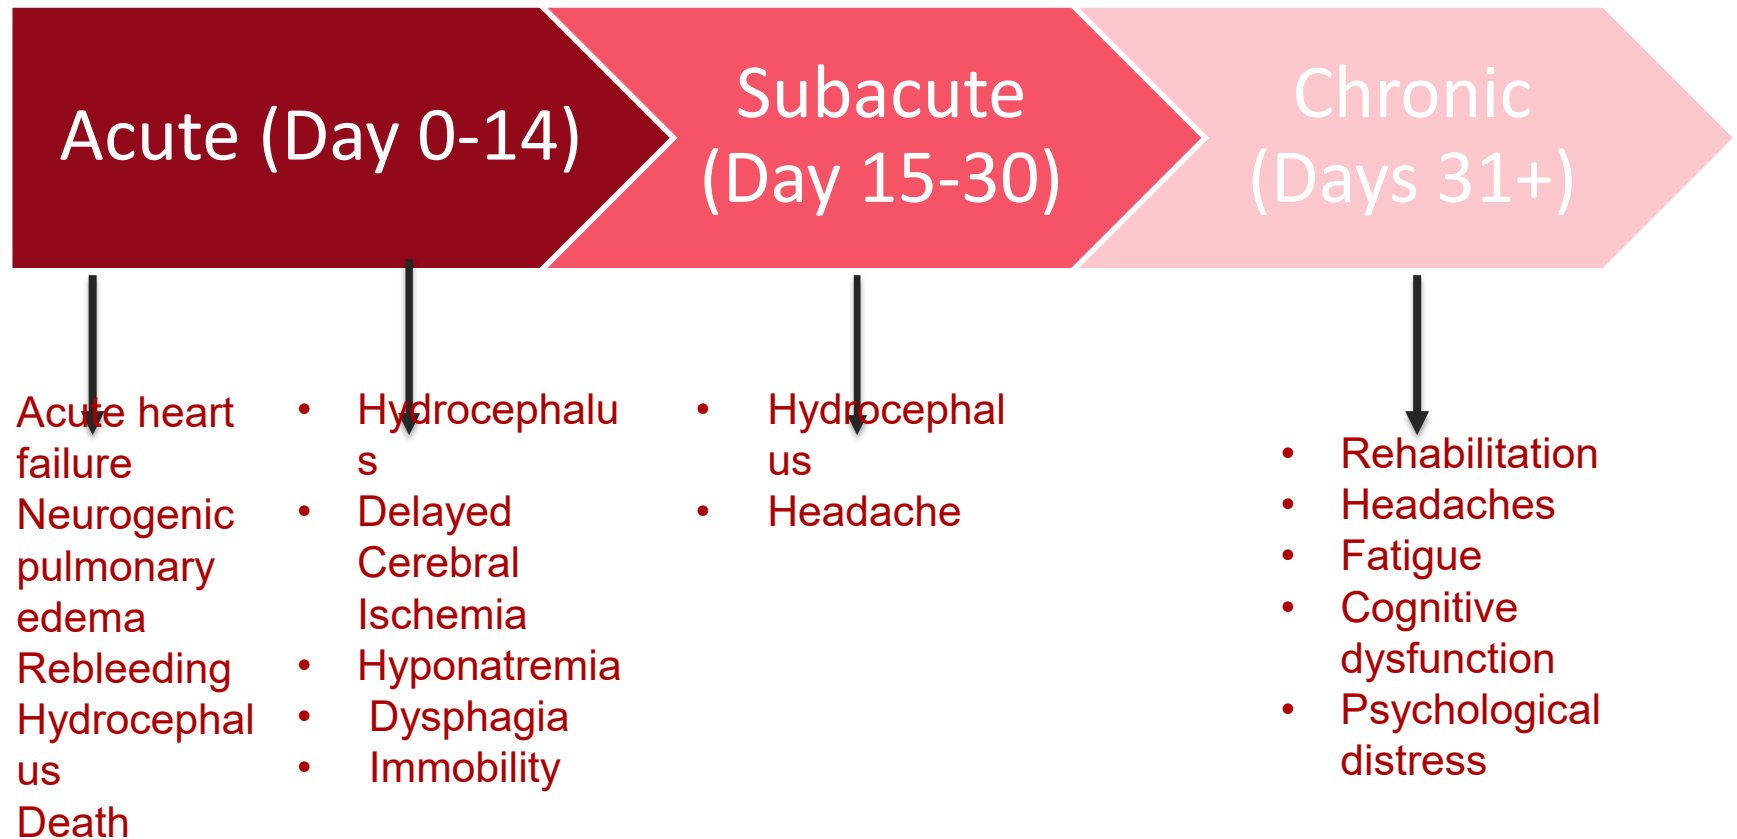 Acute (Day 0-14)
Subacute
(Day 15-30)
Chronic
(Days 31+)
Acute heart
failure
Neurogenic
pulmonary
edema
Rebleeding
Hydrocephal
us
Death
• Hydrocephalu
s
• Delayed
Cerebral
Ischemia
• Hyponatremia
• Dysphagia
• Immobility
• Hydrocephal
us
• Headache
• Rehabilitation
• Headaches
• Fatigue
• Cognitive
dysfunction
• Psychological
distress